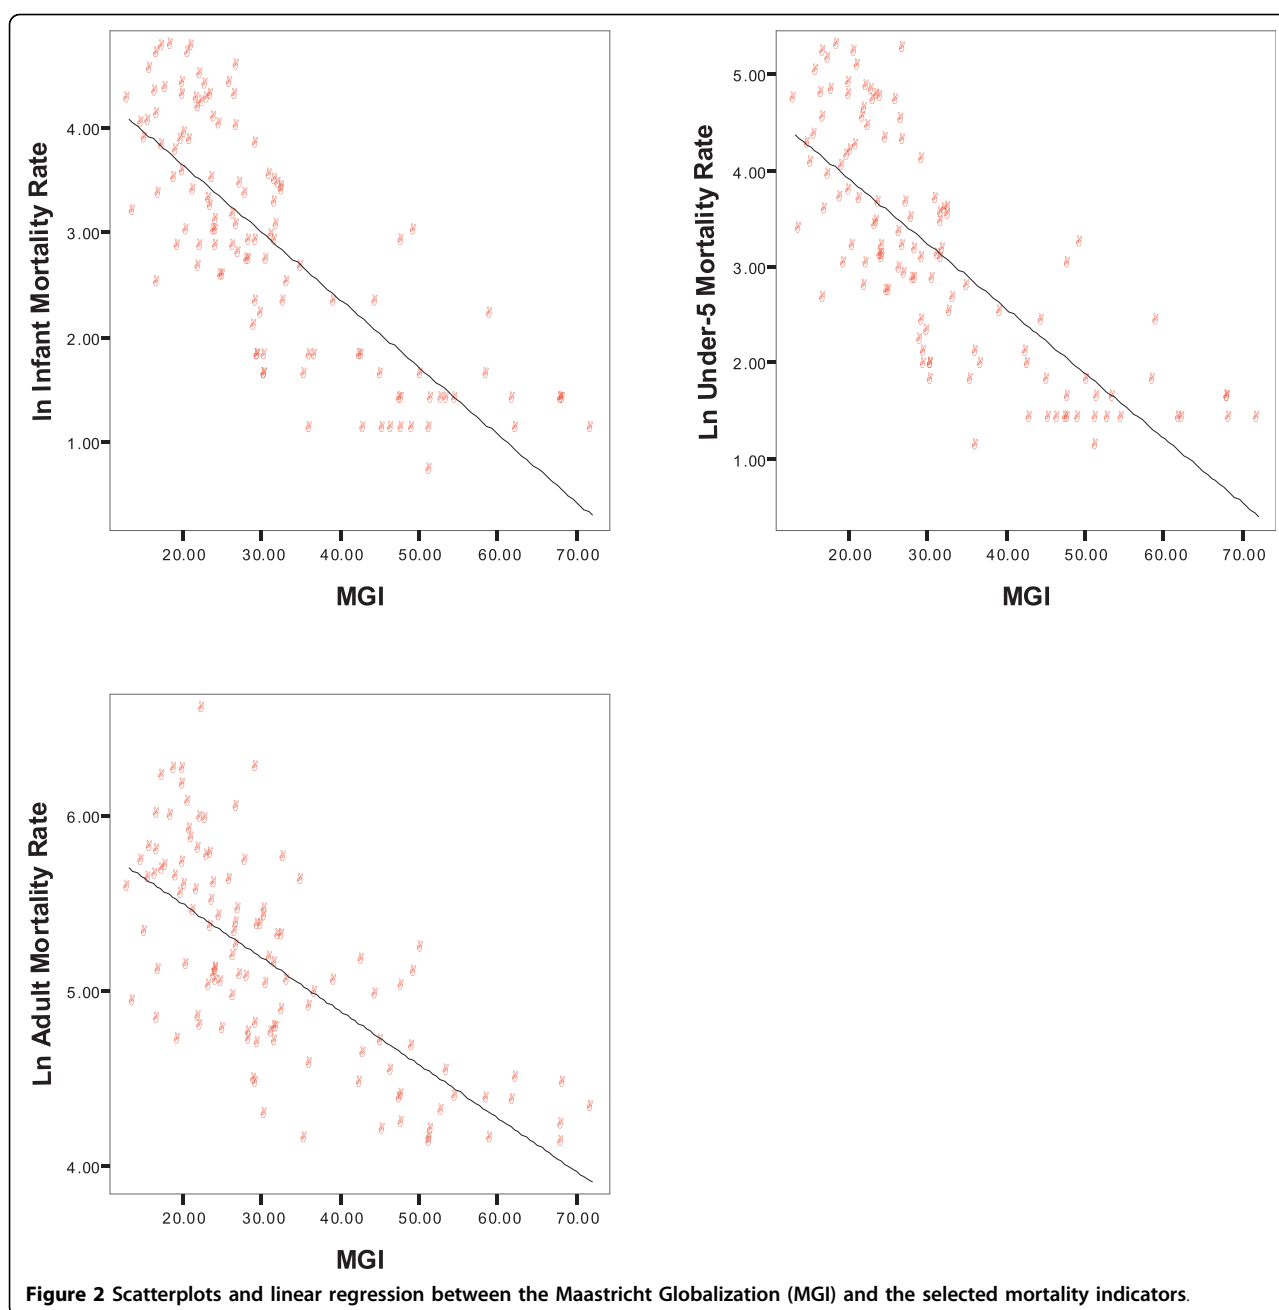 ln Infant Mortality Rate
4.00
3.00
2.00
1.00
20.00 30.00 40.00 50.00 60.00 70.00
MGI
Ln Under-5 Mortality Rate
5.00
4.00
3.00
2.00
1.00
20.00 30.00 40.00 50.00 60.00 70.00
MGI
Ln Adult Mortality Rate
6.00
5.00
4.00
20.00 30.00 40.00 50.00 60.00 70.00
MGI
Figure 2 Scatterplots and linear regression between the Maastricht Globalization (MGI) and the selected mortality indicators.